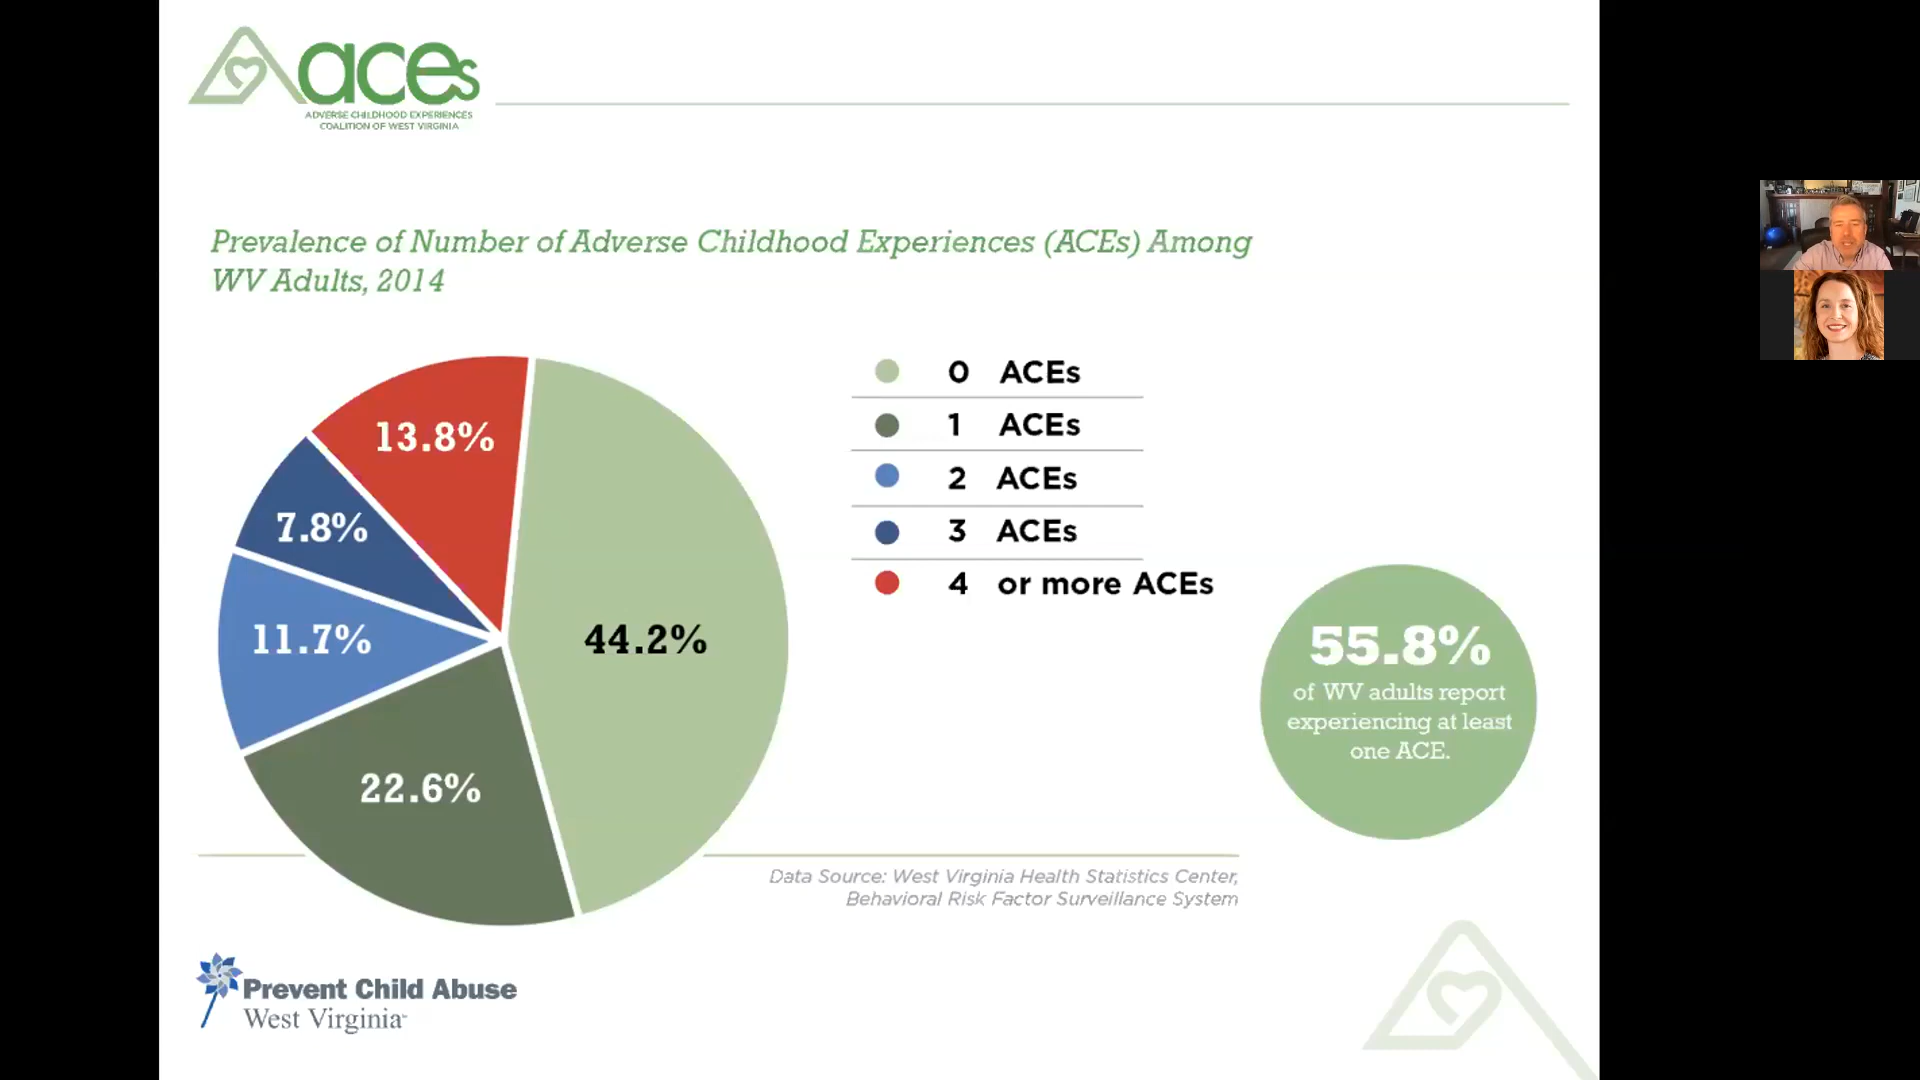 aces
ADVERSE CHILDHOOD EXPERIENCES
COALITION OF WEST VIRGINIA
Prevalence of Number of Adverse Childhood Experiences (ACEs) Among
WV Adults, 2014
13.8%
7.8%
11.7%
22.6%
44.2%
0 ACEs
1 ACEs
2 ACEs
3 ACEs
4 or more ACEs
55.8%
of WV adults report
experiencing at least
one ACE.
Data Source: West Virginia Health Statistics Center,
Behavioral Risk Factor Surveillance System
Prevent Child Abuse
West Virginia